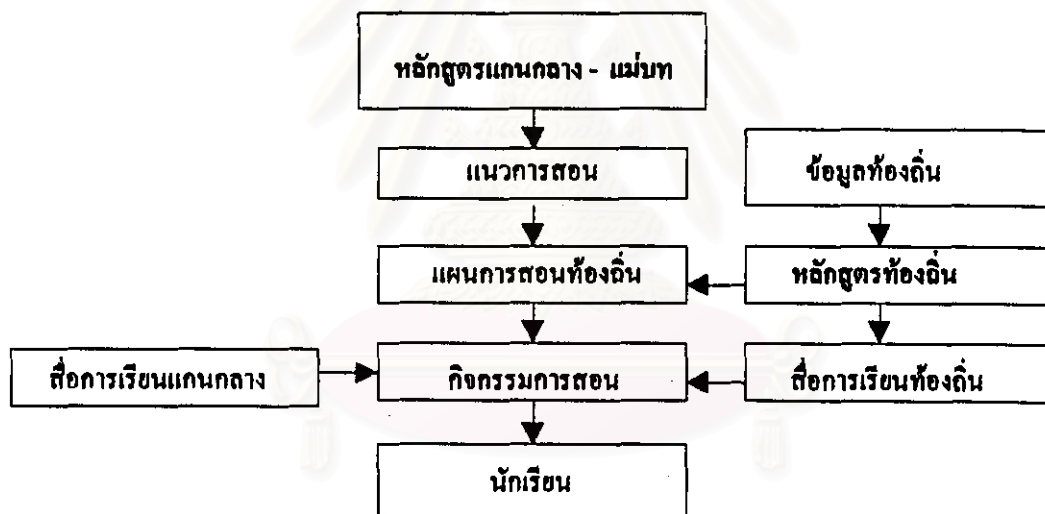 หลักสูตรแกนกลาง - แม่บท
แนวการสอน
ข้อมูลท้องถิ่น
แผนการสอนท้องถิ่น
หลักสูตรท้องถิ่น
สื่อการเรียนแกนกลาง
กิจกรรมการสอน
สื่อการเรียนท้องถิ่น
นักเรียน